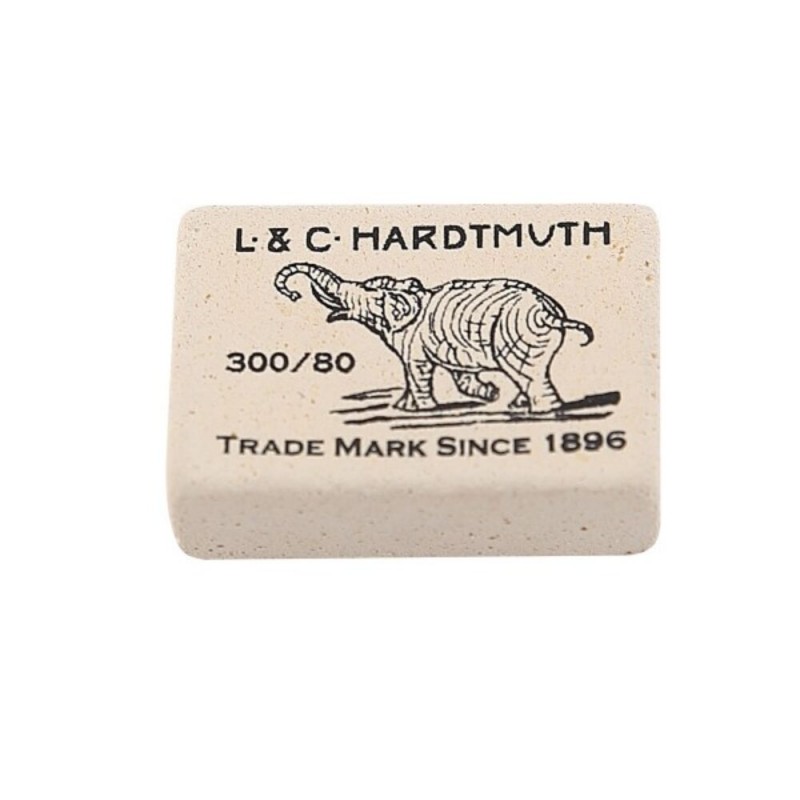 L. & C. HARDTMUTH
300/80
TRADE MARK SINCE 1896